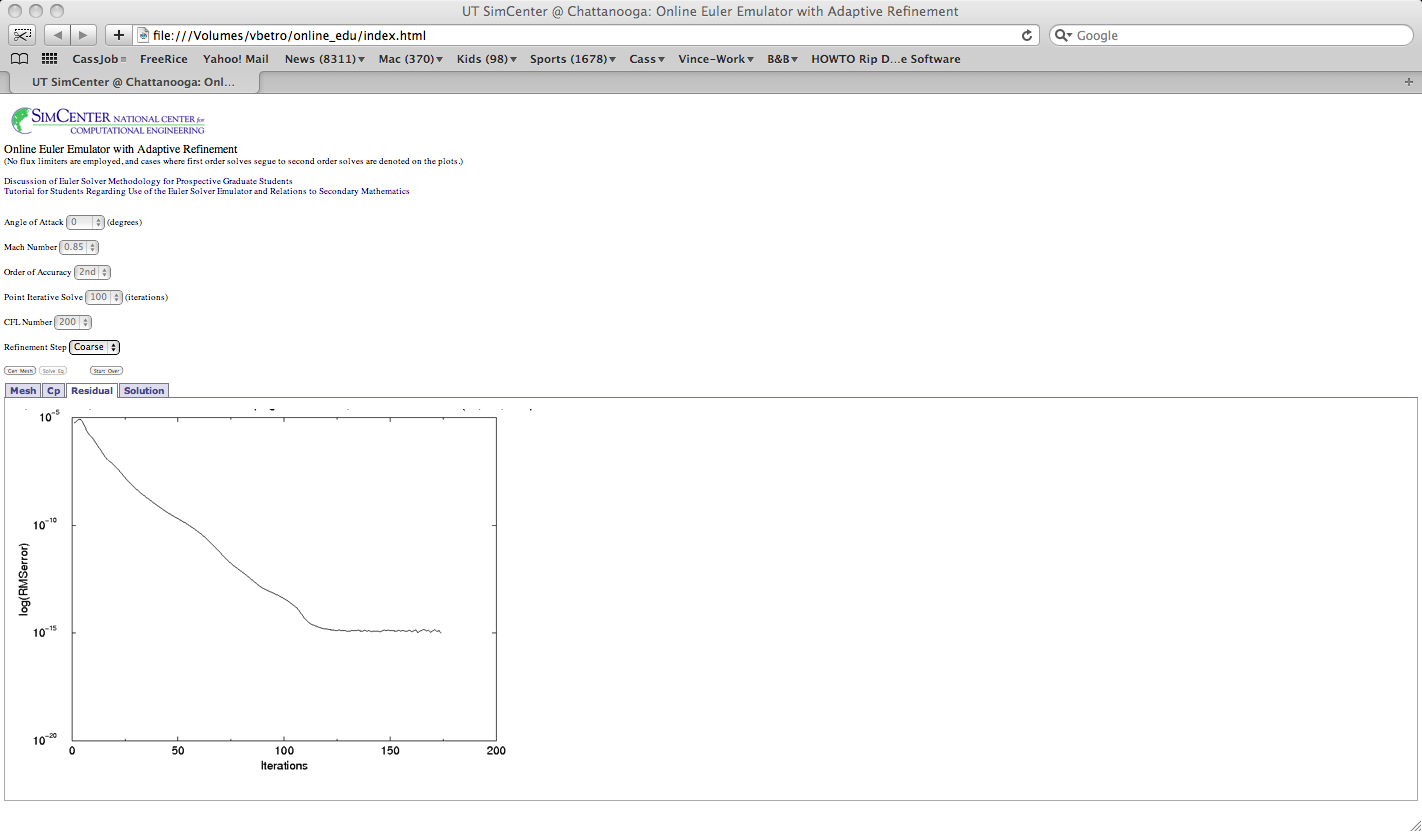 UT SimCenter @ Chattanooga: Online Euler Emulator with Adaptive Refinement
file:///Volumes/vbetro/online_edu/index.html
Google
CassJob FreeRice Yahoo! Mail News (8311) Mac (370) Kids (98) Sports (1678) Cass Vince-Work B&B HOWTO Rip D...e Software
UT SimCenter @ Chattanooga: Onl...
SIMCENTER NATIONAL CENTER for
COMPUTATIONAL ENGINEERING
Online Euler Emulator with Adaptive Refinement
(No flux limiters are employed, and cases where first order solves segue to second order solves are denoted on the plots.)
Discussion of Euler Solver Methodology for Prospective Graduate Students
Tutorial for Students Regarding Use of the Euler Solver Emulator and Relations to Secondary Mathematics
Angle of Attack 0 (degrees)
Mach Number 0.85
Order of Accuracy 2nd
Point Iterative Solve 100 (iterations)
CFL Number 200
Refinement Step Coarse
Gen Mesh Solve Eq Start Over
Mesh Cp Residual Solution
10^-5
10^-10
log(RMSerror)
10^-15
10^-20
0 50 100 150 200
Iterations